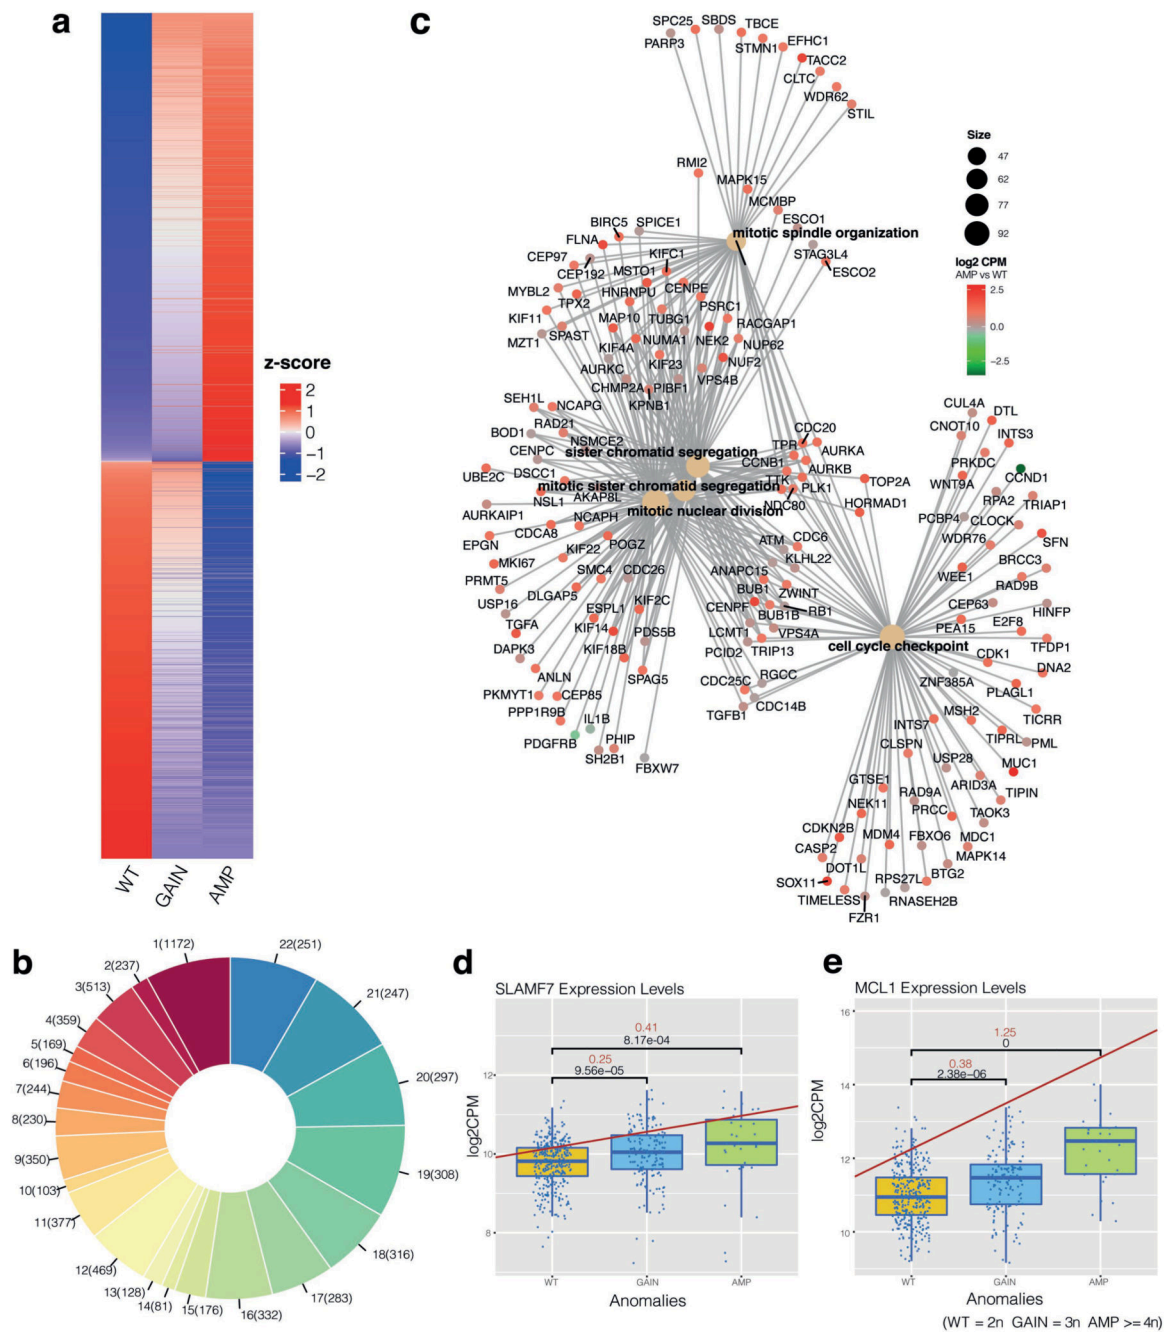 a
WT
GAIN
AMP
z-score
2
1
0
−1
−2
c
SPC25
SBDS
TBCE
PARP3
STMN1
EFHC1
TACC2
CLTC
WDR62
STIL
RMI2
MAPK15
MCMBP
ESCO1
mitotic spindle organization
STAG3L4
ESCO2
BIRC5
SPICE1
FLNA
CEP97
KIFC1
CEP192
MSTO1
MYBL2
TPX2
HNRNPU
CENPE
PSRC1
KIF11
MAP10
TUBG1
RACGAP1
MZT1
SPAST
KIF4A
NUMA1
NEK2
NUP62
AURKC
KIF23
NUF2
CHMP2A
PIBF1
VPS4B
KPNB1
SEH1L
NCAPG
RAD21
BOD1
NSMCE2
CENPC
sister chromatid segregation
CDC20
TPR
AURKA
CCNB1
AURKB
UBE2C
DSCC1
mitotic sister chromatid segregation
TTK
PLK1
TOP2A
NSL1
AKAP8L
mitotic nuclear division
NDC80
HORMAD1
AURKAIP1
CDCA8
NCAPH
EPGN
KIF22
POGZ
ATM
CDC6
MKI67
SMC4
CDC26
ANAPC15
KLHL22
PRMT5
DLGAP5
BUB1
ZWINT
USP16
ESPL1
KIF2C
CENPF
BUB1B
RB1
TGFA
KIF14
PDS5B
LCMT1
VPS4A
DAPK3
KIF18B
PCID2
TRIP13
ANLN
SPAG5
CDC25C
RGCC
PKMYT1
CEP85
CDC14B
PPP1R9B
IL1B
TGFB1
PDGFRB
PHIP
SH2B1
FBXW7
Size
47
62
77
92
log2 CPM
AMP vs WT
2.5
0.0
−2.5
CUL4A
DTL
CNOT10
INTS3
PRKDC
WNT9A
CCND1
RPA2
TRIAP1
PCBP4
CLOCK
WDR76
SFN
WEE1
BRCC3
RAD9B
CEP63
HINFP
PEA15
E2F8
cell cycle checkpoint
TFDP1
CDK1
DNA2
ZNF385A
PLAGL1
INTS7
MSH2
TICRR
CLSPN
TIPRL
PML
USP28
MUC1
GTSE1
ARID3A
NEK11
RAD9A
TIPIN
PRCC
TAOK3
CDKN2B
MDM4
FBXO6
MDC1
CASP2
MAPK14
DOT1L
BTG2
SOX11
RPS27L
TIMELESS
RNASEH2B
FZR1
b
1(1172)
2(237)
3(513)
4(359)
5(169)
6(196)
7(244)
8(230)
9(350)
10(103)
11(377)
12(469)
13(128)
14(81)
15(176)
16(332)
17(283)
18(316)
19(308)
20(297)
21(247)
22(251)
d
SLAMF7 Expression Levels
0.41
8.17e−04
0.25
9.56e−05
12
10
8
log2CPM
WT
GAIN
AMP
Anomalies
e
MCL1 Expression Levels
1.25
0
0.38
2.38e−06
16
14
12
10
log2CPM
WT
GAIN
AMP
Anomalies
(WT = 2n GAIN = 3n AMP >= 4n)